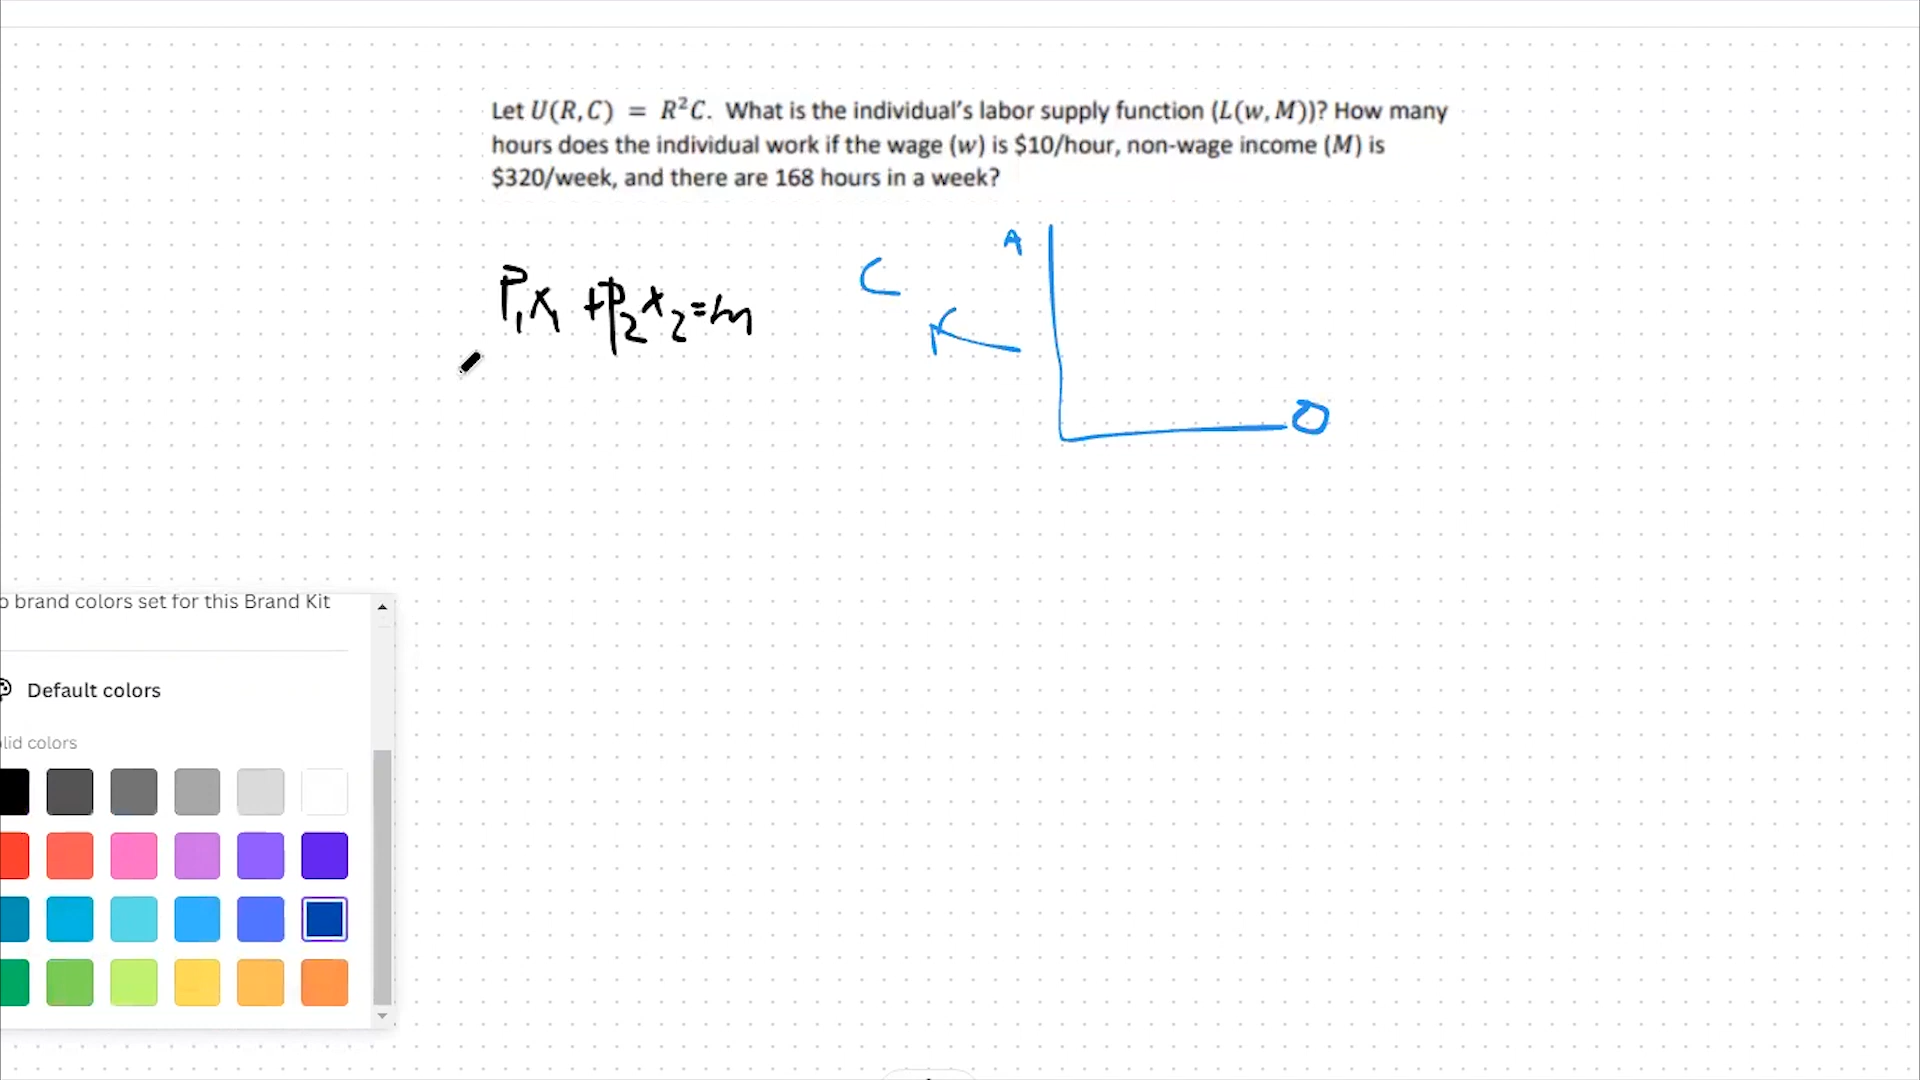 Let U(R, C) = R²C. What is the individual's labor supply function (L(w, M))? How many
hours does the individual work if the wage (w) is $10/hour, non-wage income (M) is
$320/week, and there are 168 hours in a week?
A
C
P₁x₁ + P₂x₂ = m
O
o brand colors set for this Brand Kit
Default colors
lid colors